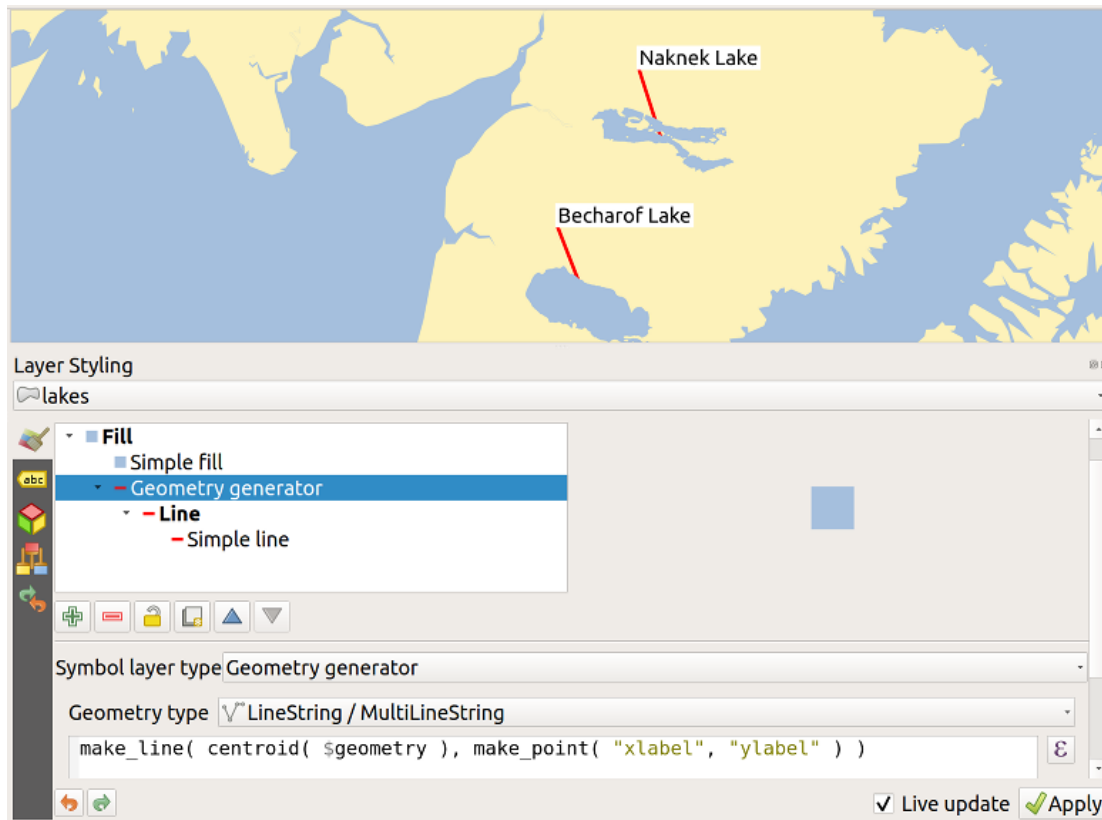 Naknek Lake
Becharof Lake
Layer Styling
lakes
abc
Fill
Simple fill
Geometry generator
Line
Simple line
Symbol layer type Geometry generator
Geometry type LineString / MultiLineString
make_line( centroid( $geometry ), make_point( "xlabel", "ylabel" ) )
ε
Live update Apply